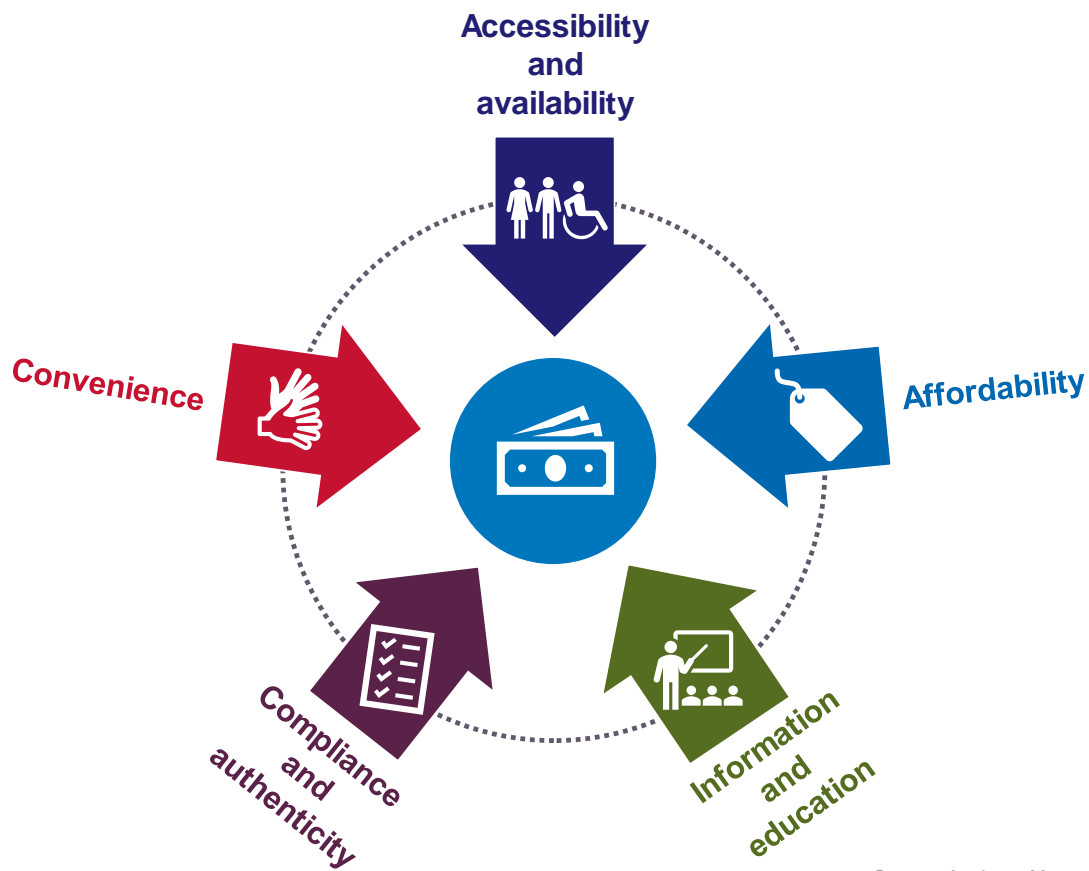 Accessibility
and
availability
Convenience
Affordability
Compliance
and
authenticity
Information
and
education